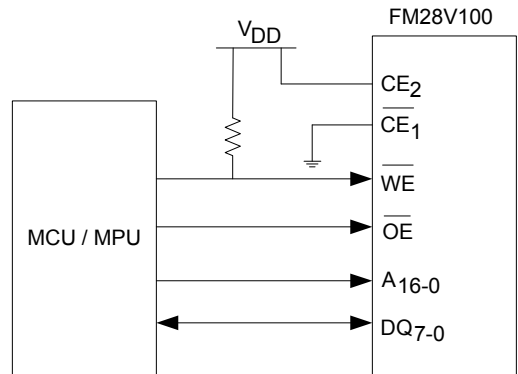 FM28V100
VDD
CE2
CE1
WE
OE
MCU / MPU
A16-0
DQ7-0